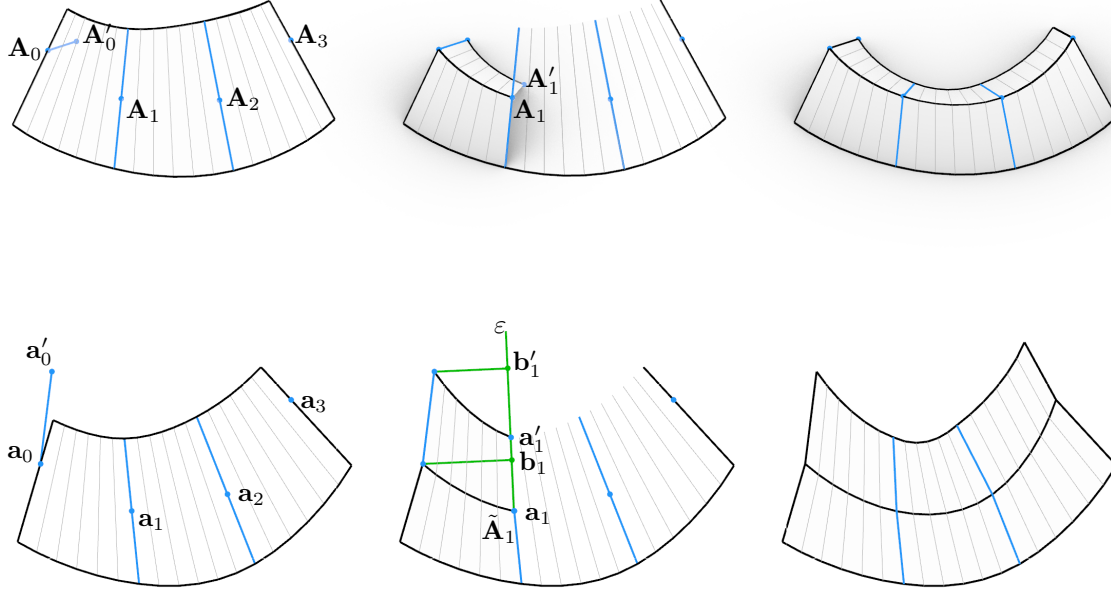 A₀ A′₀ A₃
A₁ A₂
A′₁
A₁
a′₀
a₀ a₃
a₁ a₂
ε
b′₁
a′₁
b₁
Ã₁ a₁